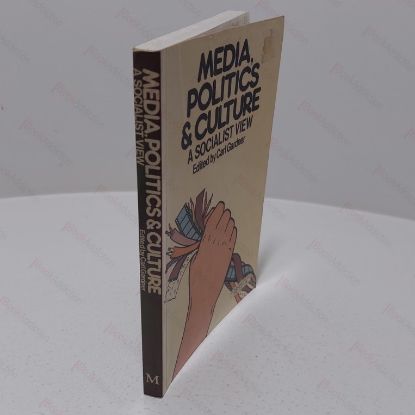 MEDIA,
POLITICS
& CULTURE
A SOCIALIST VIEW
Edited by Carl Gardner
MEDIA, POLITICS & CULTURE
A SOCIALIST VIEW
Edited by Carl Gardner
M